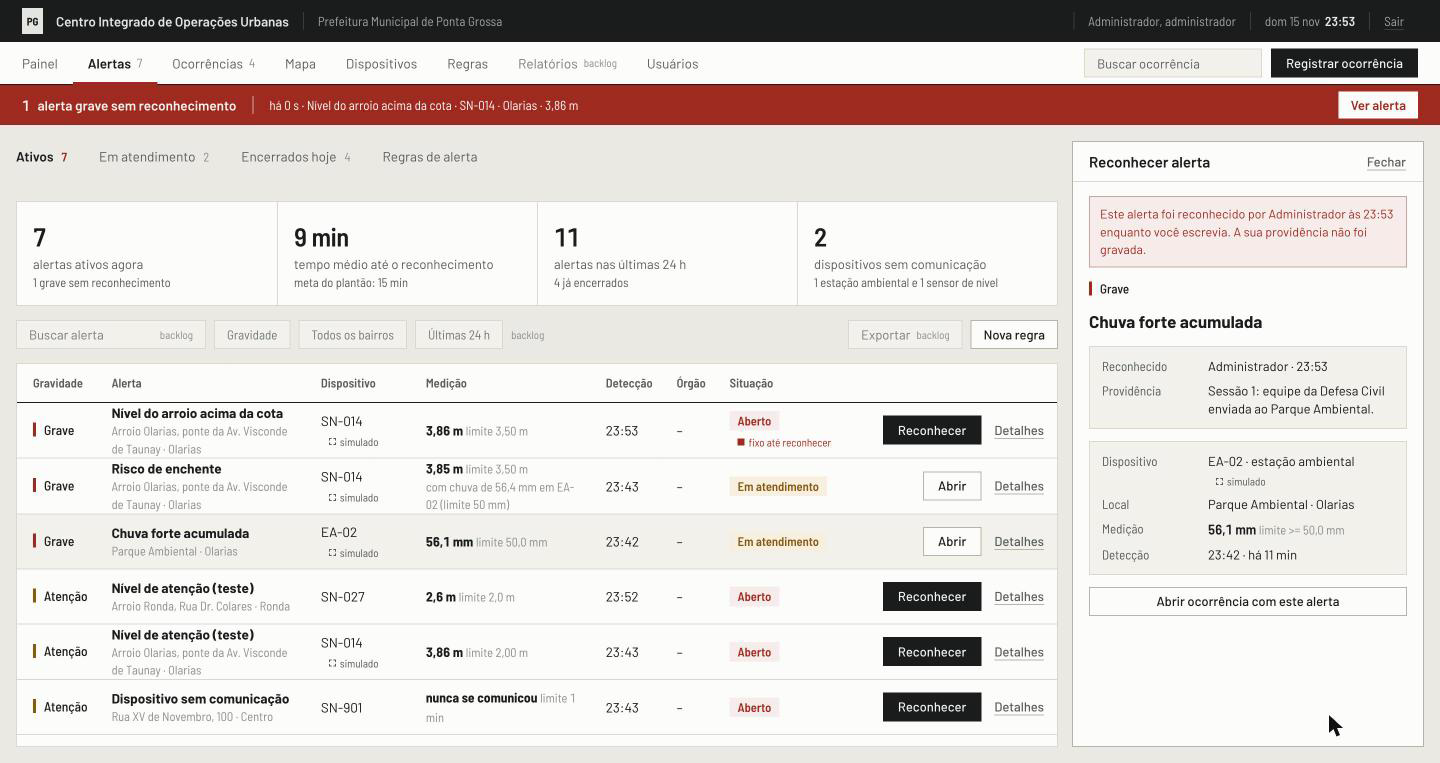 PG Centro Integrado de Operações Urbanas Prefeitura Municipal de Ponta Grossa Administrador, administrador dom 15 nov 23:53 Sair
Painel Alertas 7 Ocorrências 4 Mapa Dispositivos Regras Relatórios backlog Usuários Buscar ocorrência Registrar ocorrência
1 alerta grave sem reconhecimento há 0 s · Nível do arroio acima da cota · SN-014 · Olarias · 3,86 m Ver alerta
Ativos 7 Em atendimento 2 Encerrados hoje 4 Regras de alerta
7
alertas ativos agora
1 grave sem reconhecimento
9 min
tempo médio até o reconhecimento
meta do plantão: 15 min
11
alertas nas últimas 24 h
4 já encerrados
2
dispositivos sem comunicação
1 estação ambiental e 1 sensor de nível
Buscar alerta backlog Gravidade Todos os bairros Últimas 24 h backlog Exportar backlog Nova regra
Gravidade Alerta Dispositivo Medição Detecção Órgão Situação
Grave
Nível do arroio acima da cota
Arroio Olarias, ponte da Av. Visconde
de Taunay · Olarias
SN-014
simulado
3,86 m limite 3,50 m
23:53
–
Aberto
fixo até reconhecer
Reconhecer Detalhes
Grave
Risco de enchente
Arroio Olarias, ponte da Av. Visconde
de Taunay · Olarias
SN-014
simulado
3,85 m limite 3,50 m
com chuva de 56,4 mm em EA-
02 (limite 50 mm)
23:43
–
Em atendimento
Abrir Detalhes
Grave
Chuva forte acumulada
Parque Ambiental · Olarias
EA-02
simulado
56,1 mm limite 50,0 mm
23:42
–
Em atendimento
Abrir Detalhes
Atenção
Nível de atenção (teste)
Arroio Ronda, Rua Dr. Colares · Ronda
SN-027
2,6 m limite 2,0 m
23:52
–
Aberto
Reconhecer Detalhes
Atenção
Nível de atenção (teste)
Arroio Olarias, ponte da Av. Visconde
de Taunay · Olarias
SN-014
simulado
3,86 m limite 2,00 m
23:43
–
Aberto
Reconhecer Detalhes
Atenção
Dispositivo sem comunicação
Rua XV de Novembro, 100 · Centro
SN-901
nunca se comunicou limite 1
min
23:43
–
Aberto
Reconhecer Detalhes
Reconhecer alerta Fechar
Este alerta foi reconhecido por Administrador às 23:53
enquanto você escrevia. A sua providência não foi
gravada.
Grave
Chuva forte acumulada
Reconhecido Administrador · 23:53
Providência Sessão 1: equipe da Defesa Civil
enviada ao Parque Ambiental.
Dispositivo EA-02 · estação ambiental
simulado
Local Parque Ambiental · Olarias
Medição 56,1 mm limite >= 50,0 mm
Detecção 23:42 · há 11 min
Abrir ocorrência com este alerta